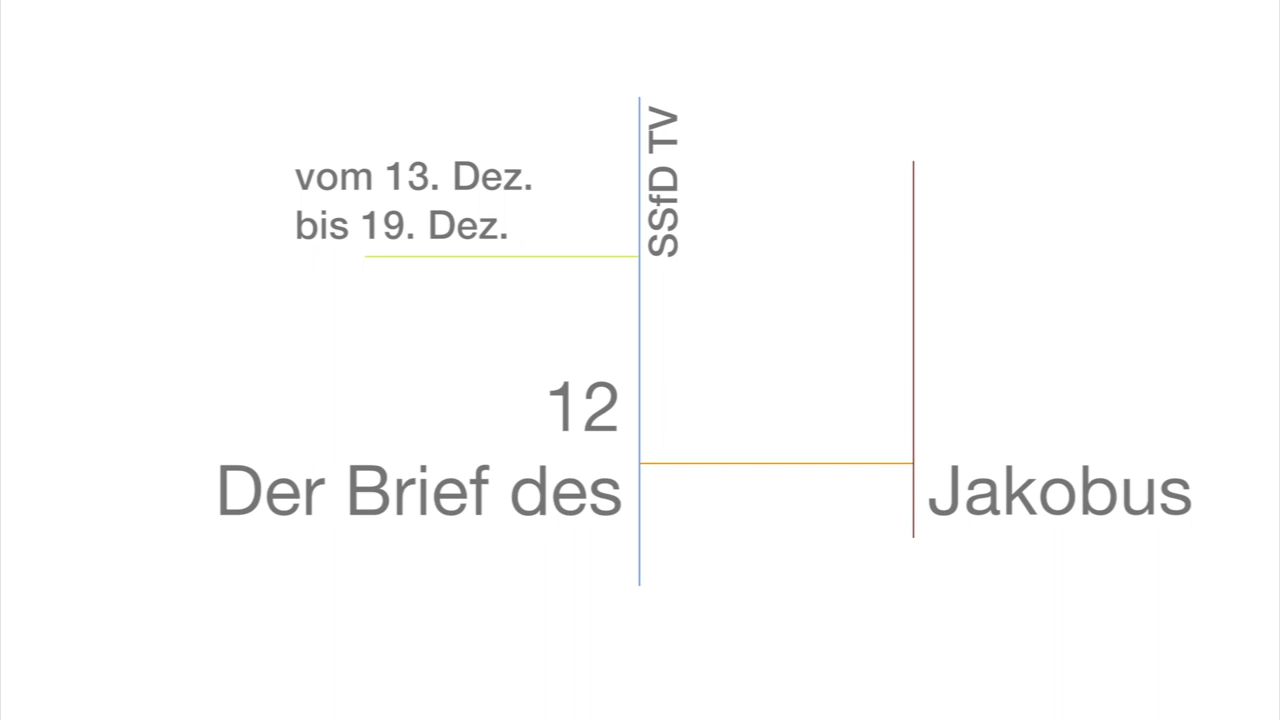 vom 13. Dez.
bis 19. Dez.
SSfD TV
12
Der Brief des Jakobus